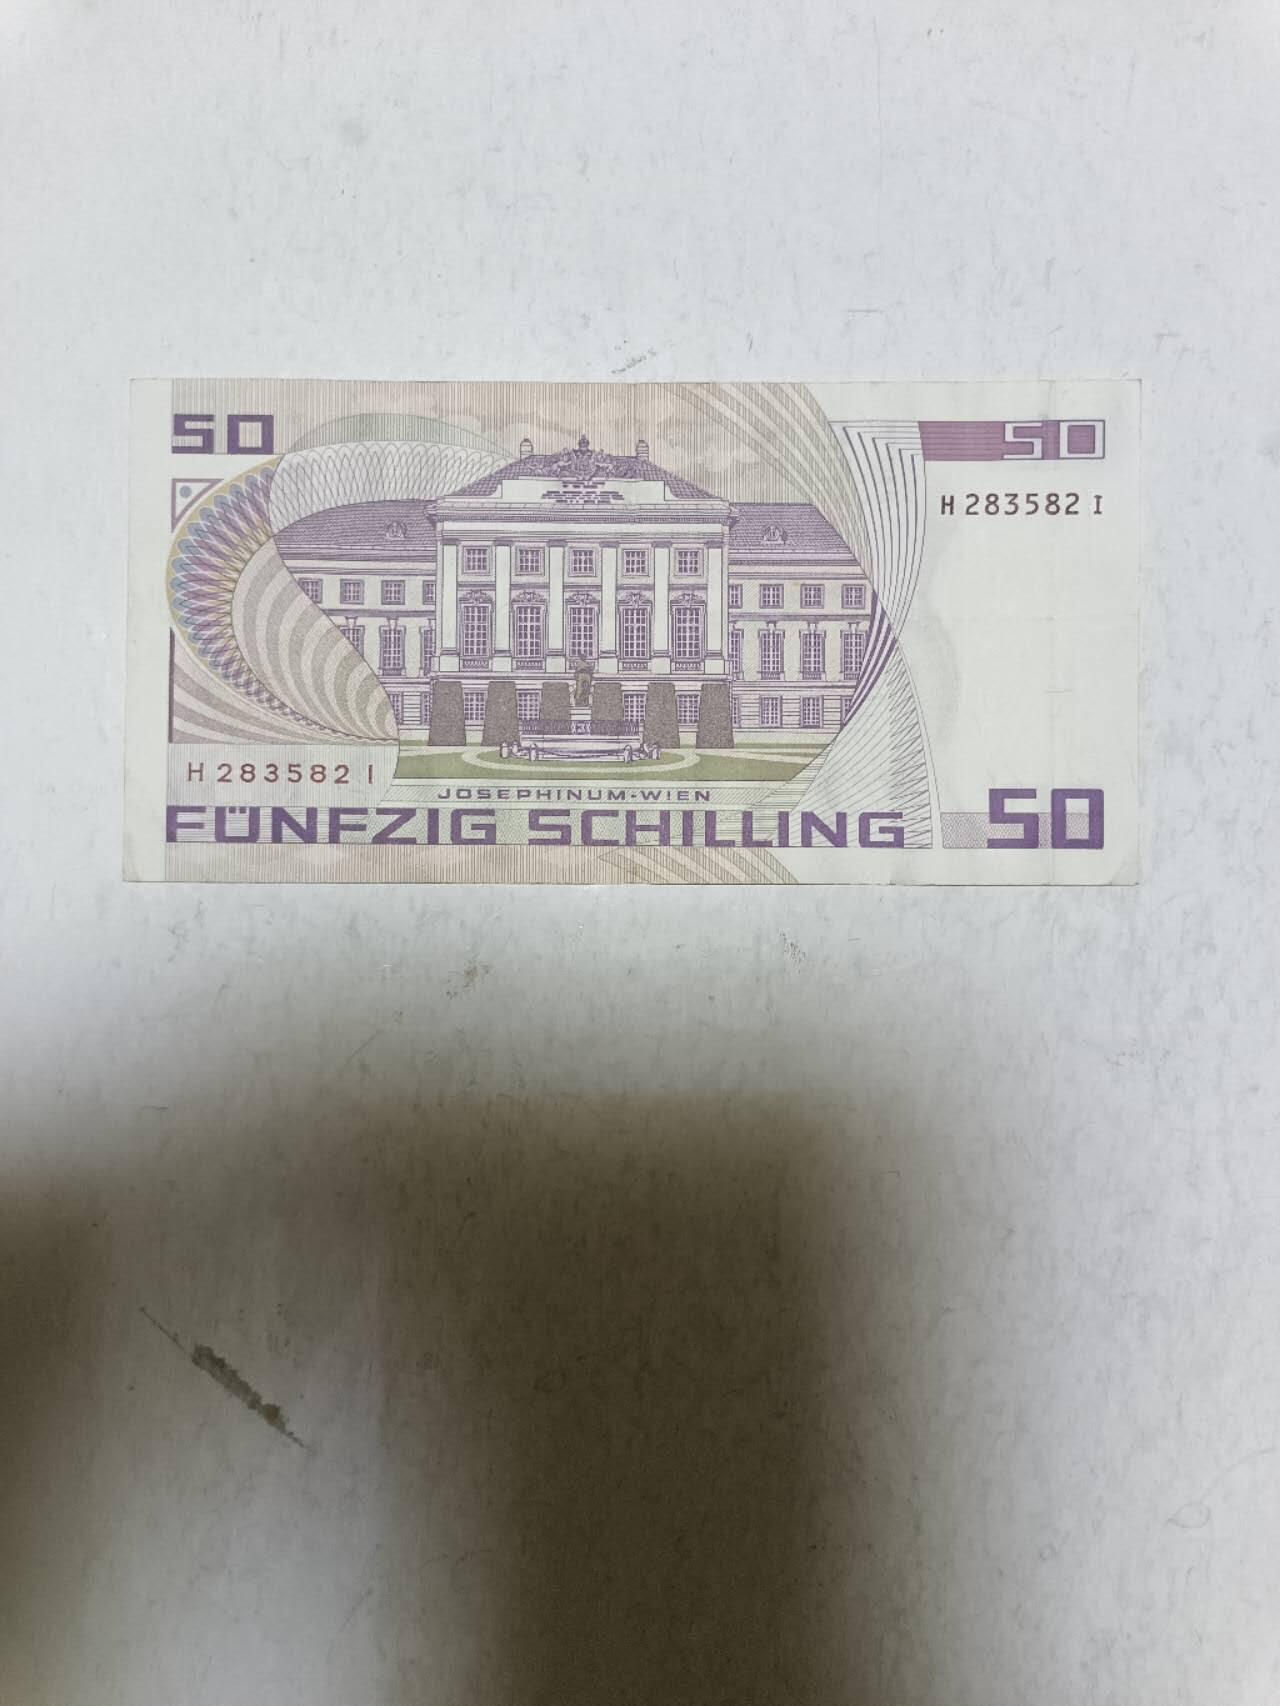 50
50
H 283582 I
H 283582 I
JOSEPHINUM-WIEN
FÜNFZIG SCHILLING
50